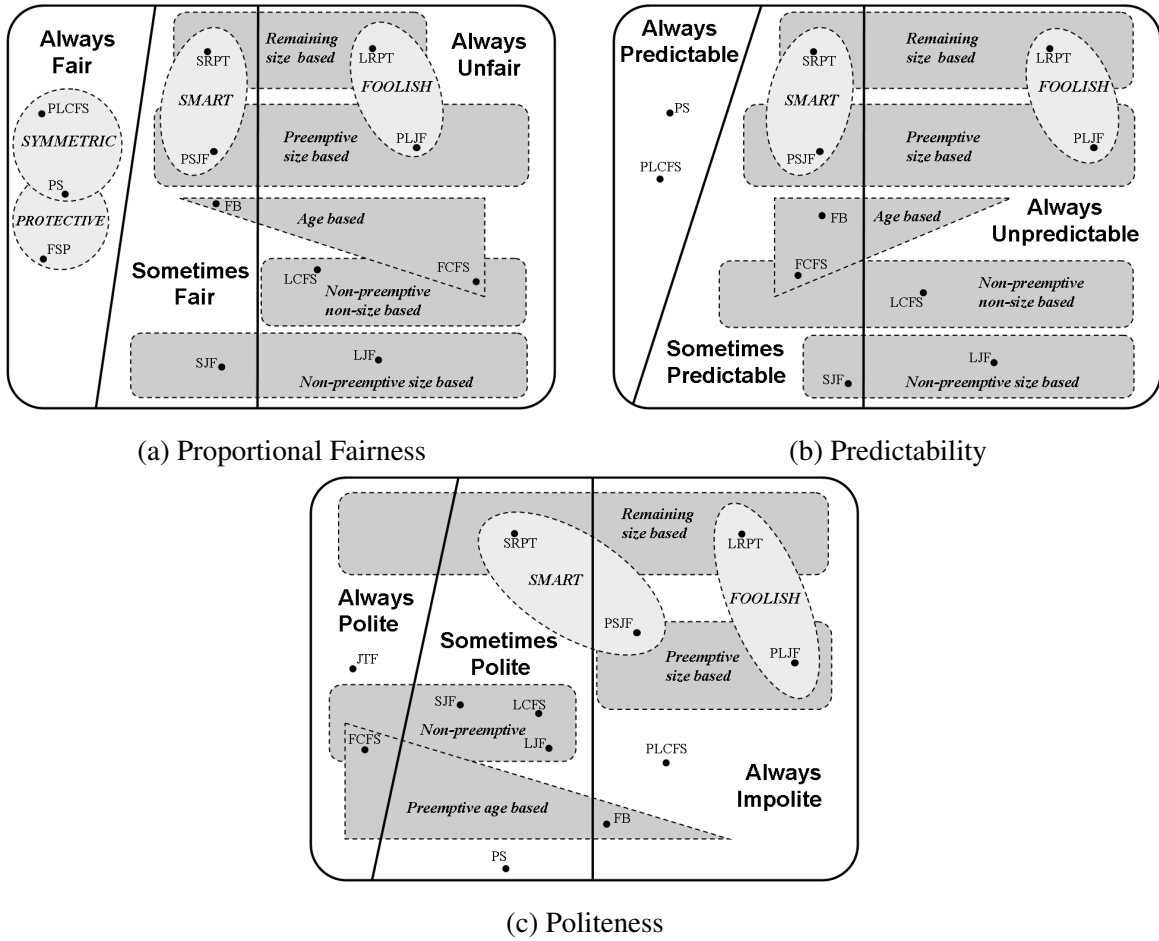 Always
Fair
Remaining
size based
Always
Unfair
SRPT
LRPT
SMART
FOOLISH
PLCFS
SYMMETRIC
Preemptive
size based
PSJF
PLJF
PS
PROTECTIVE
FSP
FB
Age based
Sometimes
Fair
LCFS
FCFS
Non-preemptive
non-size based
SJF
LJF
Non-preemptive size based
(a) Proportional Fairness
Always
Predictable
Remaining
size based
SRPT
LRPT
SMART
FOOLISH
PS
Preemptive
size based
PSJF
PLJF
PLCFS
FB
Age based
Always
Unpredictable
FCFS
LCFS
Non-preemptive
non-size based
Sometimes
Predictable
SJF
LJF
Non-preemptive size based
(b) Predictability
Remaining
size based
SRPT
LRPT
SMART
FOOLISH
Always
Polite
Sometimes
Polite
PSJF
Preemptive
size based
PLJF
JTF
SJF
LCFS
Non-preemptive
FCFS
LJF
PLCFS
Always
Impolite
Preemptive age based
FB
PS
(c) Politeness